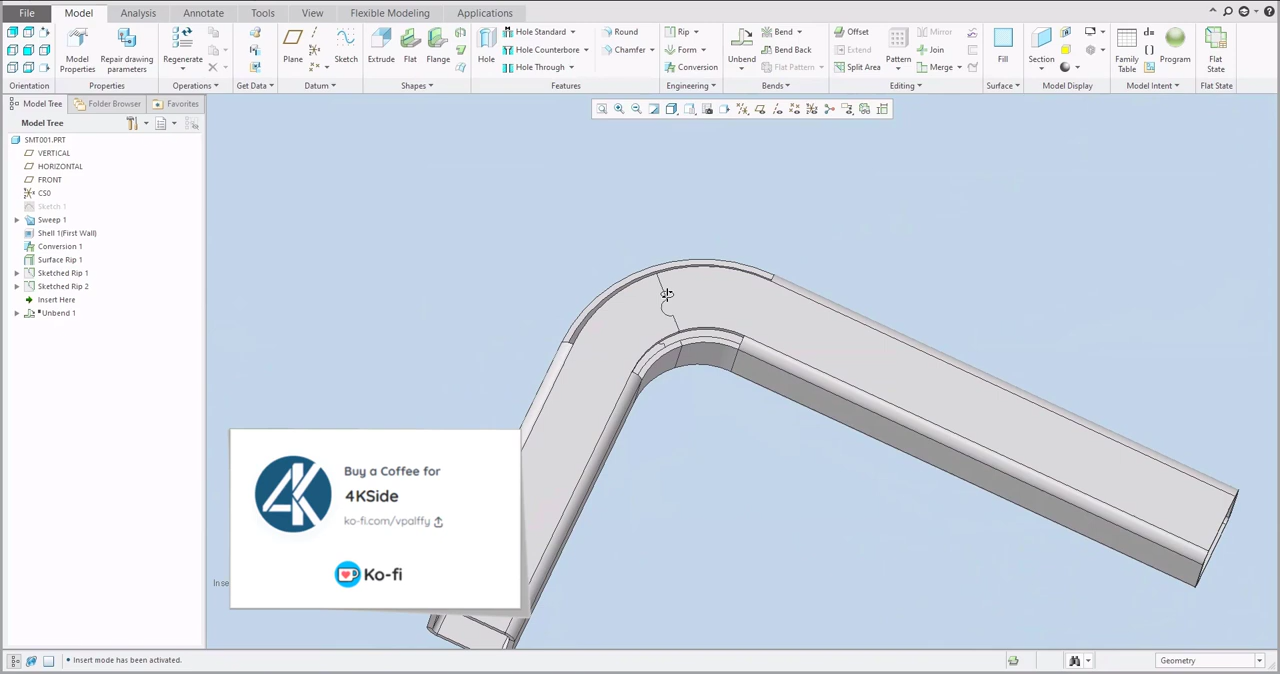 File Model Analysis Annotate Tools View Flexible Modeling Applications
Model Properties
Repair drawing parameters
Regenerate
Plane
Sketch
Extrude
Flat
Flange
Hole
Hole Standard
Hole Counterbore
Hole Through
Round
Chamfer
Rip
Form
Conversion
Unbend
Bend
Bend Back
Flat Pattern
Offset
Extend
Split Area
Pattern
Mirror
Join
Merge
Fill
Section
Family Table
Program
Flat State
Orientation Properties Operations Get Data Datum Shapes Features Engineering Bends Editing Surface Model Display Model Intent Flat State
Model Tree Folder Browser Favorites
Model Tree
SMT001.PRT
VERTICAL
HORIZONTAL
FRONT
CS0
Sketch 1
Sweep 1
Shell 1(First Wall)
Conversion 1
Surface Rip 1
Sketched Rip 1
Sketched Rip 2
Insert Here
Unbend 1
Buy a Coffee for
4KSide
ko-fi.com/vpalffy
Ko-fi
Inse
• Insert mode has been activated.
Geometry